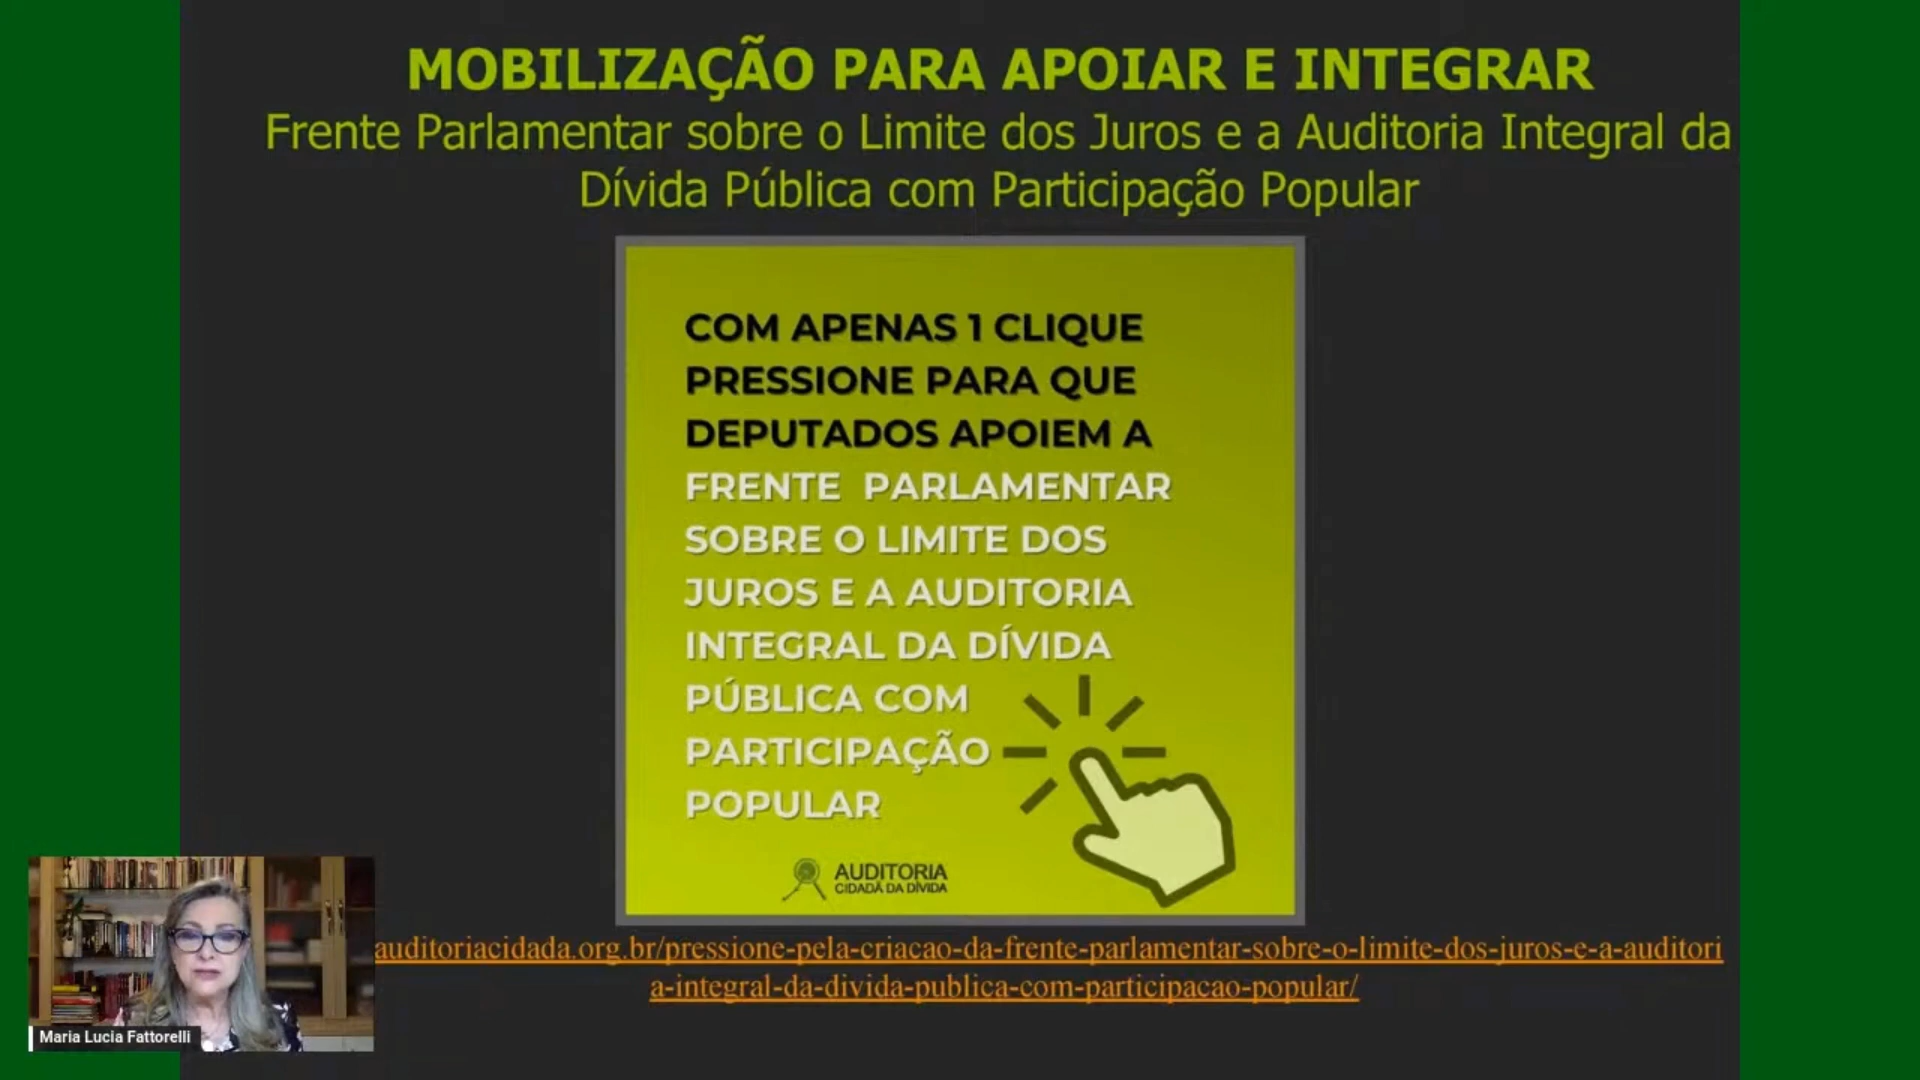 MOBILIZAÇÃO PARA APOIAR E INTEGRAR
Frente Parlamentar sobre o Limite dos Juros e a Auditoria Integral da
Dívida Pública com Participação Popular
COM APENAS 1 CLIQUE
PRESSIONE PARA QUE
DEPUTADOS APOIEM A
FRENTE PARLAMENTAR
SOBRE O LIMITE DOS
JUROS E A AUDITORIA
INTEGRAL DA DÍVIDA
PÚBLICA COM
PARTICIPAÇÃO
POPULAR
AUDITORIA
CIDADÃ DA DÍVIDA
auditoriacidada.org.br/pressione-pela-criacao-da-frente-parlamentar-sobre-o-limite-dos-juros-e-a-auditori
a-integral-da-divida-publica-com-participacao-popular/
Maria Lucia Fattorelli